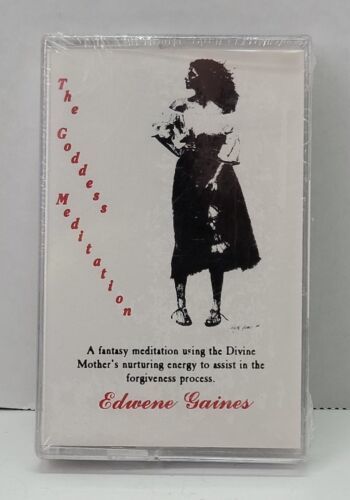 The Goddess Meditation
A fantasy meditation using the Divine
Mother's nurturing energy to assist in the
forgiveness process.
Edwene Gaines